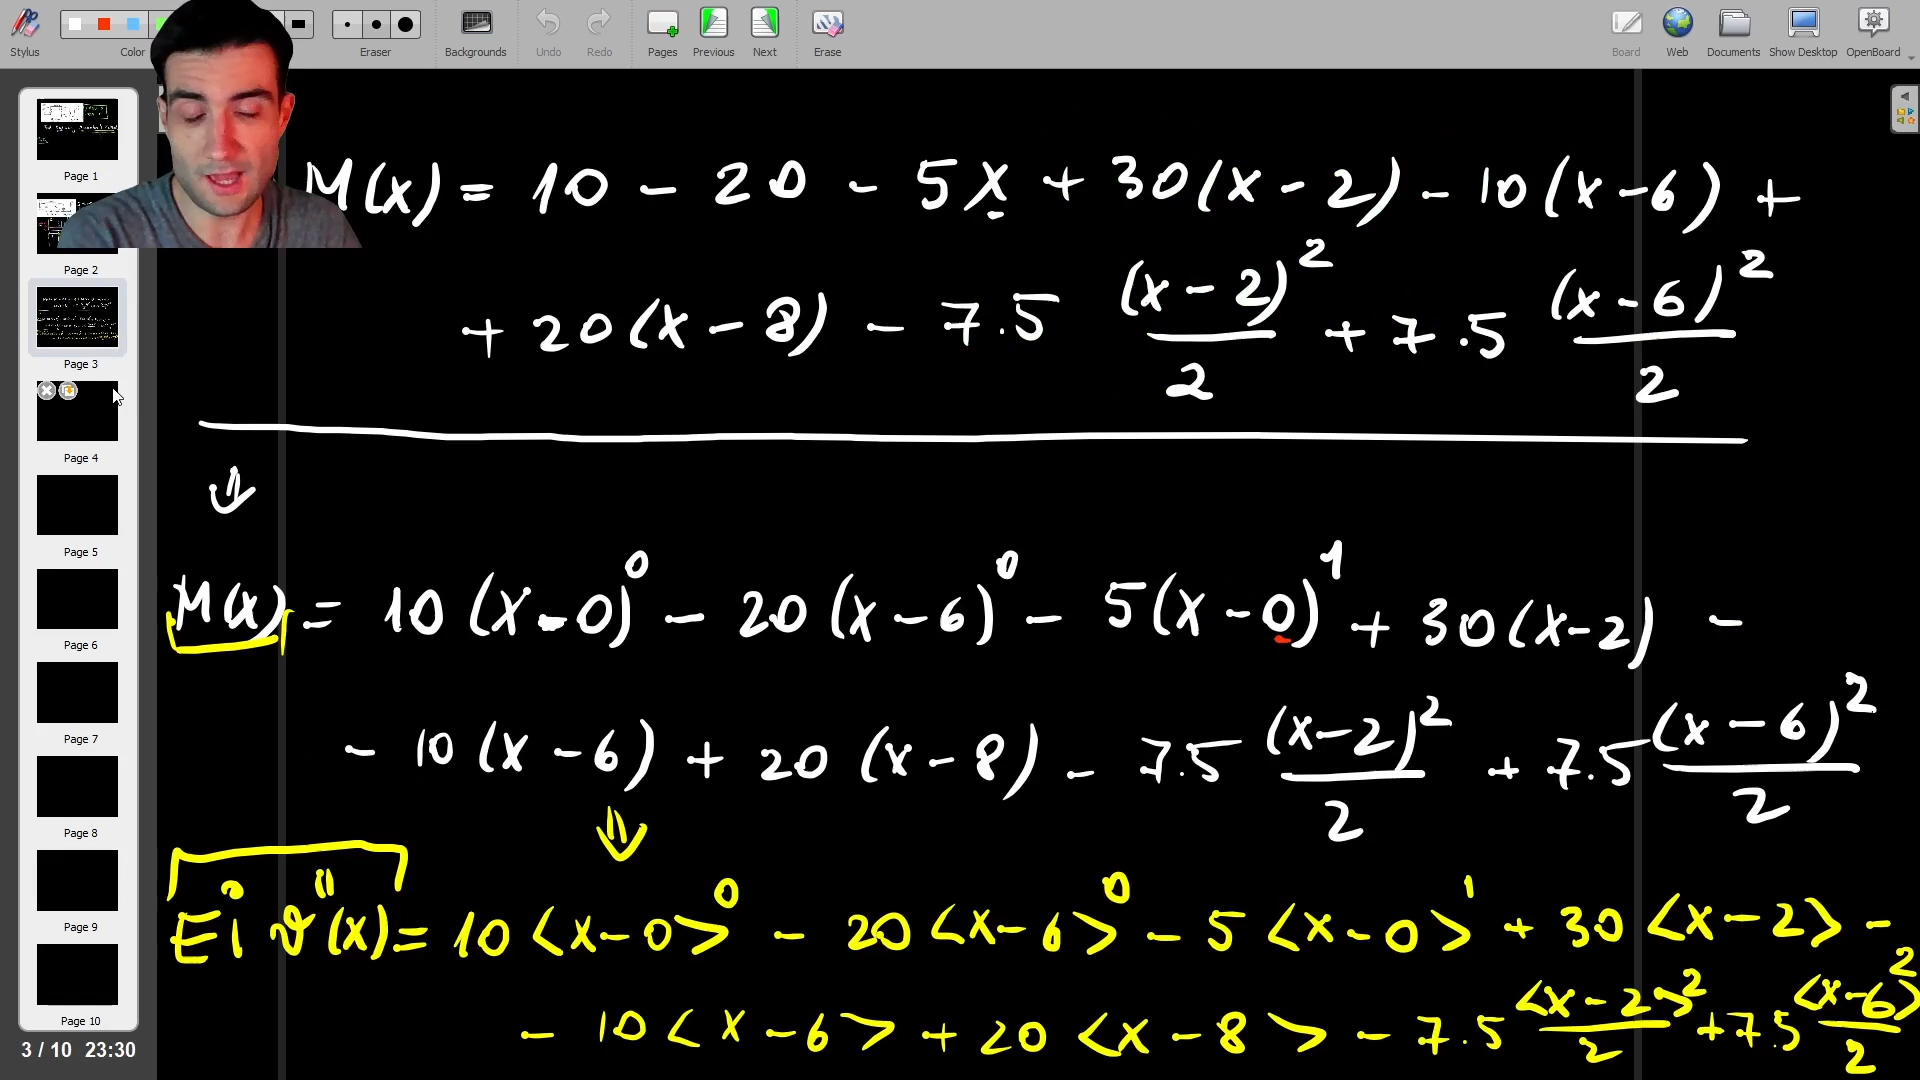 Stylus Color Eraser Backgrounds Undo Redo Pages Previous Next Erase Board Web Documents Show Desktop OpenBoard
Page 1
Page 2
Page 3
Page 4
Page 5
Page 6
Page 7
Page 8
Page 9
Page 10
3 / 10 23:30
M(x) = 10 - 20 - 5x + 30(x-2) - 10(x-6) +
+ 20(x-8) - 7.5 (x-2)²/2 + 7.5 (x-6)²/2
⇓
M(x) = 10(x-0)⁰ - 20(x-6)⁰ - 5(x-0)¹ + 30(x-2) -
- 10(x-6) + 20(x-8) - 7.5 (x-2)²/2 + 7.5 (x-6)²/2
⇓
Ei ϑ''(x) = 10<x-0>⁰ - 20<x-6>⁰ - 5<x-0>¹ + 30<x-2> -
- 10<x-6> + 20<x-8> - 7.5 <x-2>²/2 + 7.5 <x-6>²/2